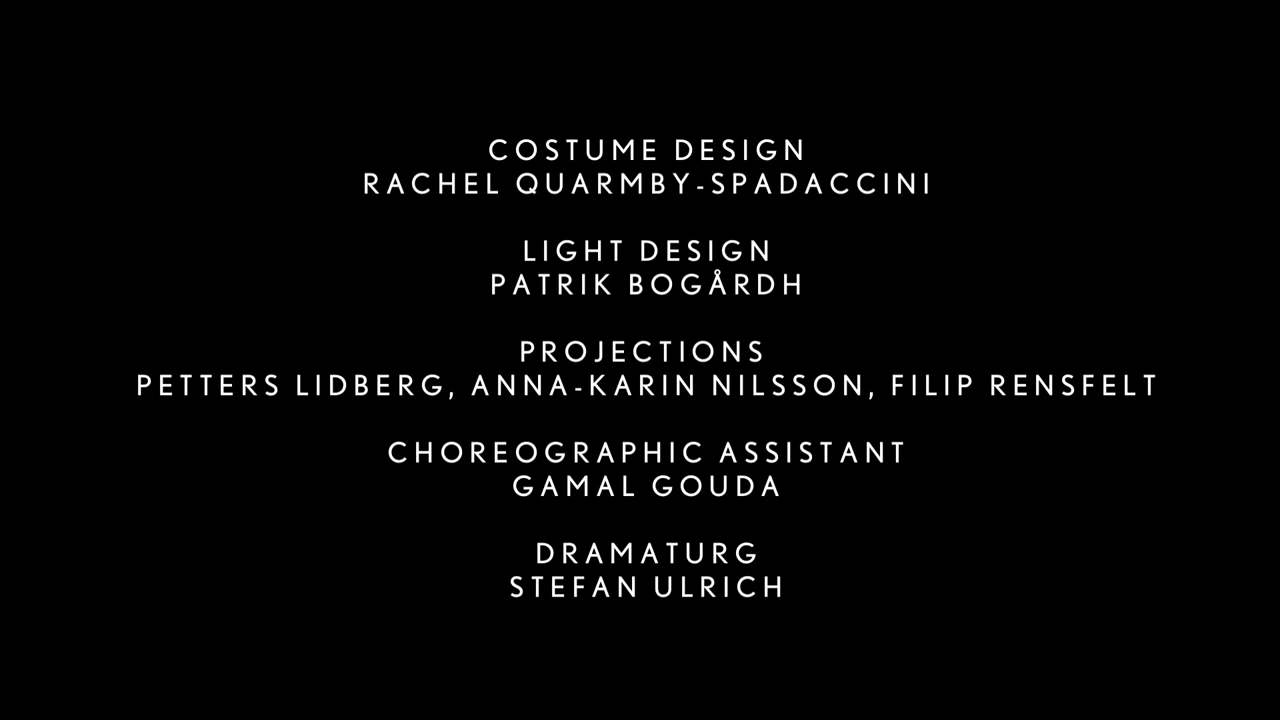 COSTUME DESIGN
RACHEL QUARMBY-SPADACCINI
LIGHT DESIGN
PATRIK BOGÅRDH
PROJECTIONS
PETTERS LIDBERG, ANNA-KARIN NILSSON, FILIP RENSFELT
CHOREOGRAPHIC ASSISTANT
GAMAL GOUDA
DRAMATURG
STEFAN ULRICH